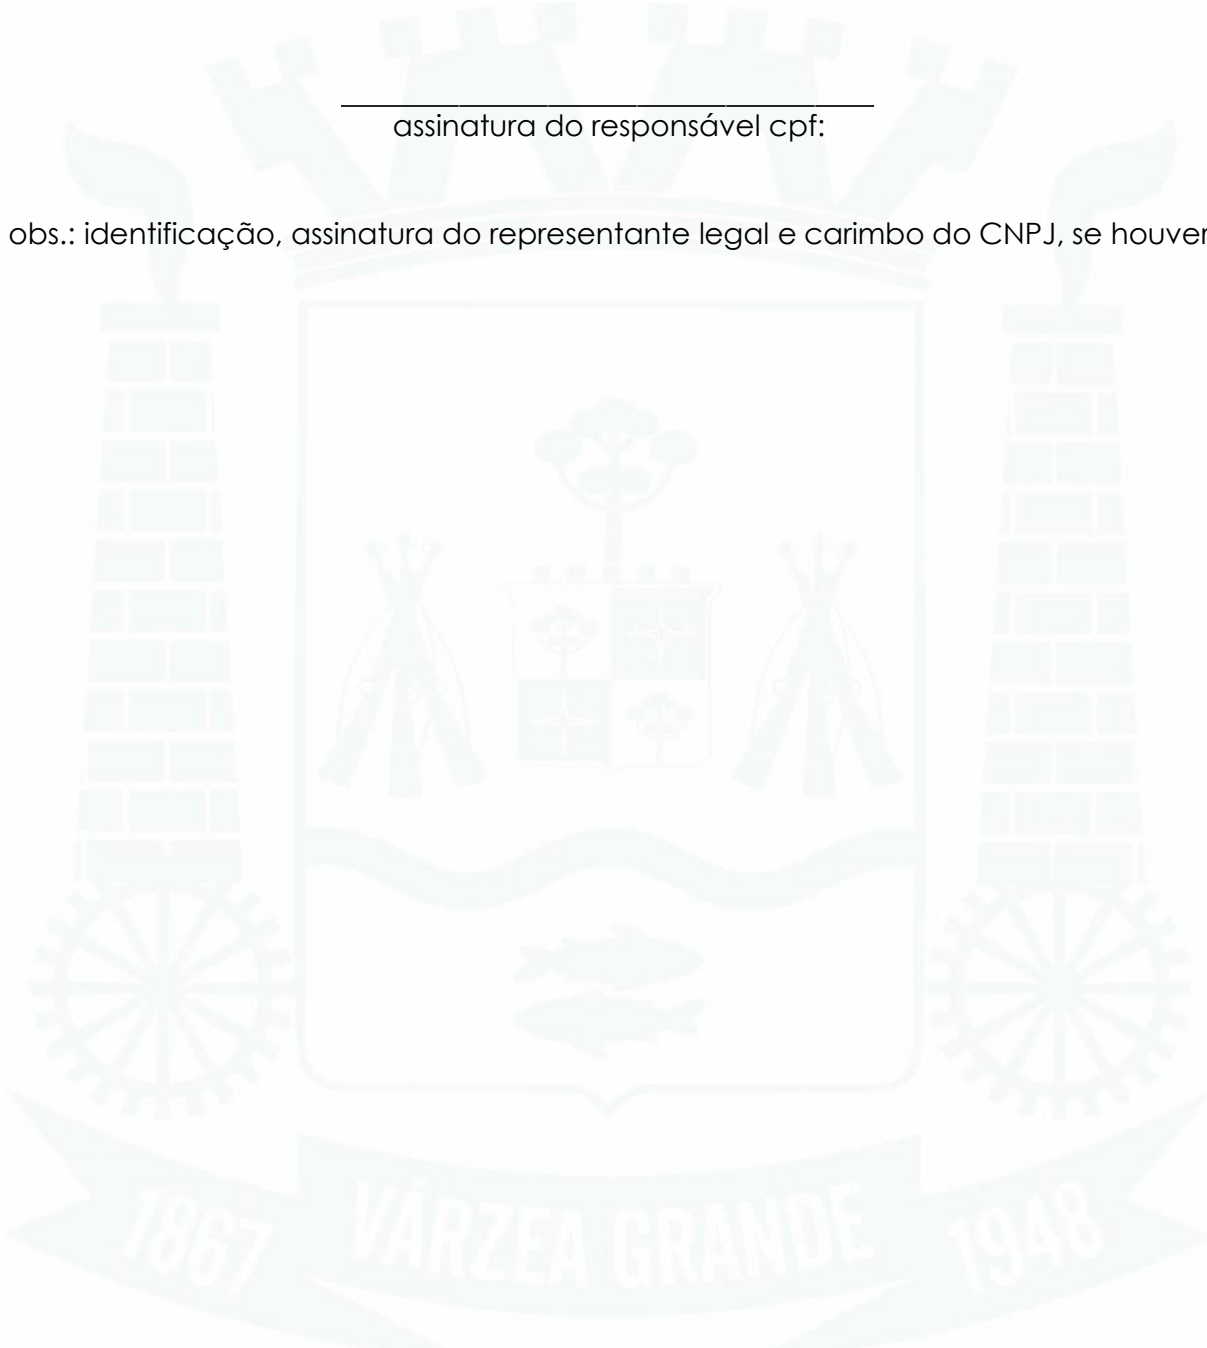 assinatura do responsável cpf:
obs.: identificação, assinatura do representante legal e carimbo do CNPJ, se houver
1867 VÁRZEA GRANDE 1948